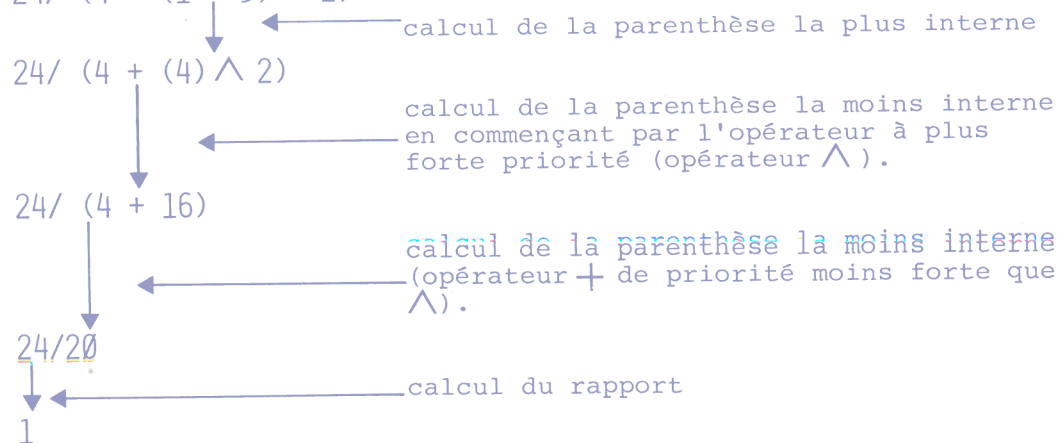 calcul de la parenthèse la plus interne
24/ (4 + (4) ⋀ 2)
calcul de la parenthèse la moins interne
en commençant par l'opérateur à plus
forte priorité (opérateur ⋀ ).
24/ (4 + 16)
calcul de la parenthèse la moins interne
(opérateur + de priorité moins forte que
⋀).
24/20
calcul du rapport
1